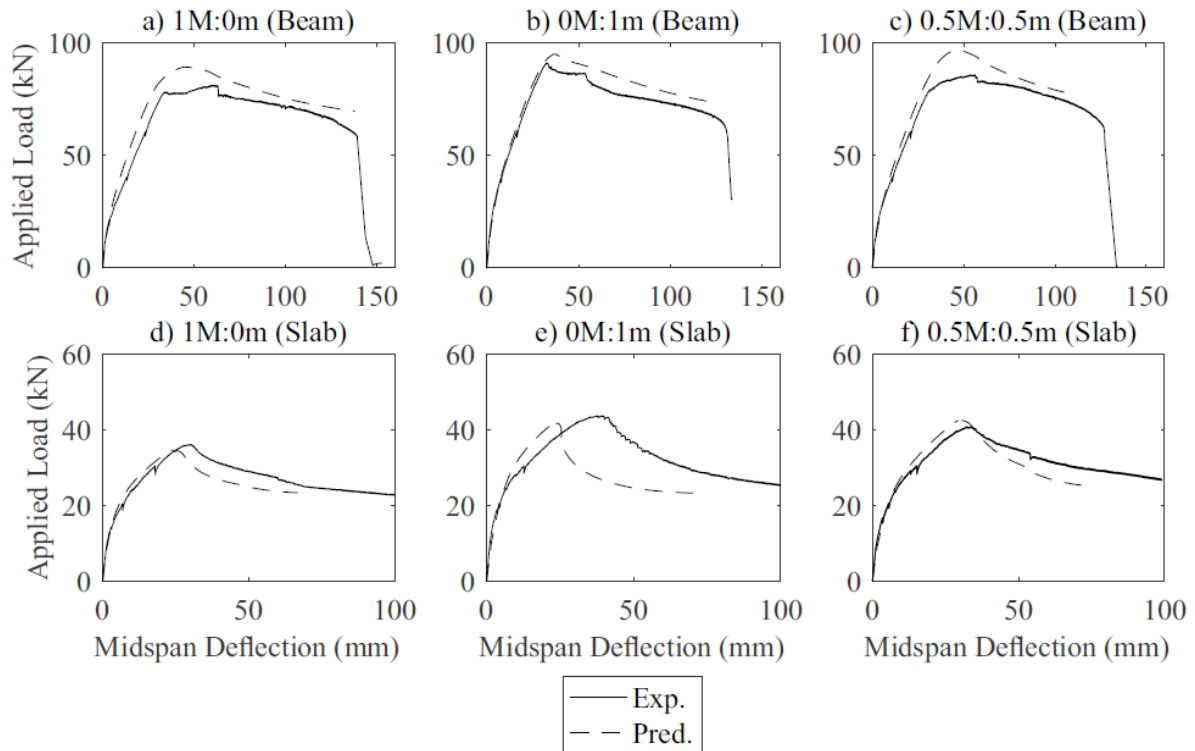 a) 1M:0m (Beam)
b) 0M:1m (Beam)
c) 0.5M:0.5m (Beam)
Applied Load (kN)
100
50
0
0 50 100 150
100
50
0
0 50 100 150
100
50
0
0 50 100 150
d) 1M:0m (Slab)
e) 0M:1m (Slab)
f) 0.5M:0.5m (Slab)
Applied Load (kN)
60
40
20
0
0 50 100
60
40
20
0
0 50 100
60
40
20
0
0 50 100
Midspan Deflection (mm)
Midspan Deflection (mm)
Midspan Deflection (mm)
Exp.
Pred.